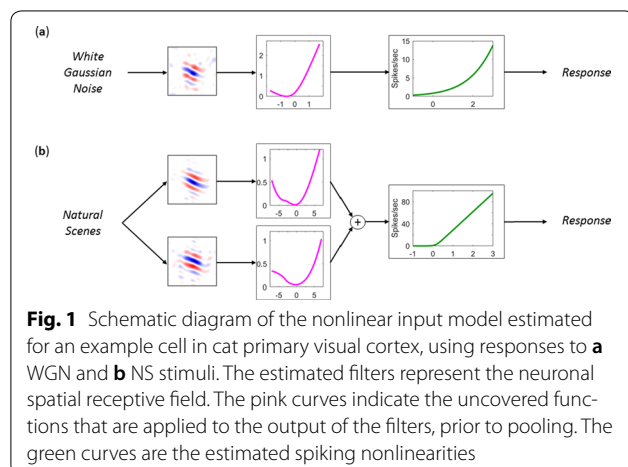 (a)
White
Gaussian
Noise
2
1
0
-1 0 1
Spikes/sec
15
10
5
0
0 2
Response
(b)
Natural
Scenes
1
0.5
0
-5 0 5
1
0.5
0
-5 0 5
+
Spikes/sec
80
60
40
20
0
-1 0 1 2 3
Response
Fig. 1 Schematic diagram of the nonlinear input model estimated
for an example cell in cat primary visual cortex, using responses to a
WGN and b NS stimuli. The estimated filters represent the neuronal
spatial receptive field. The pink curves indicate the uncovered func-
tions that are applied to the output of the filters, prior to pooling. The
green curves are the estimated spiking nonlinearities